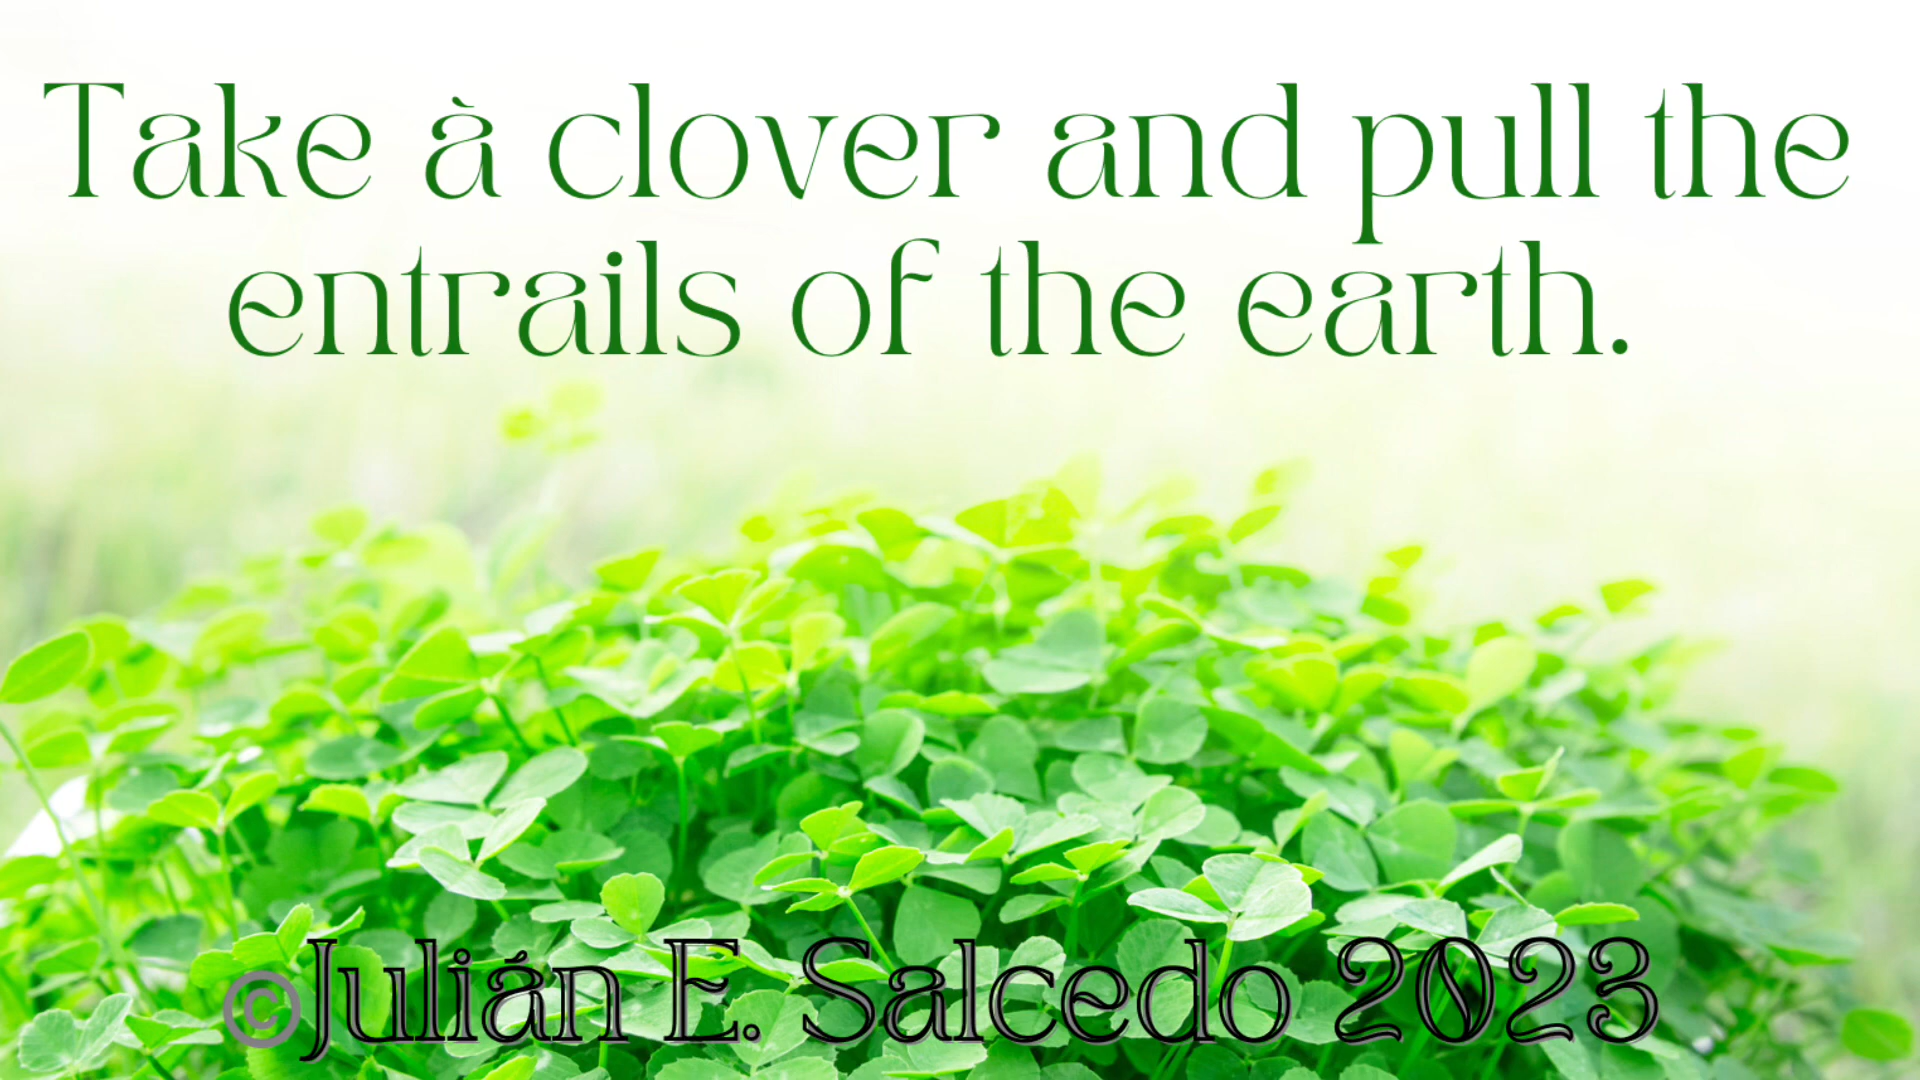 Take à clover and pull the
entrails of the earth.
©Julián E. Salcedo 2023